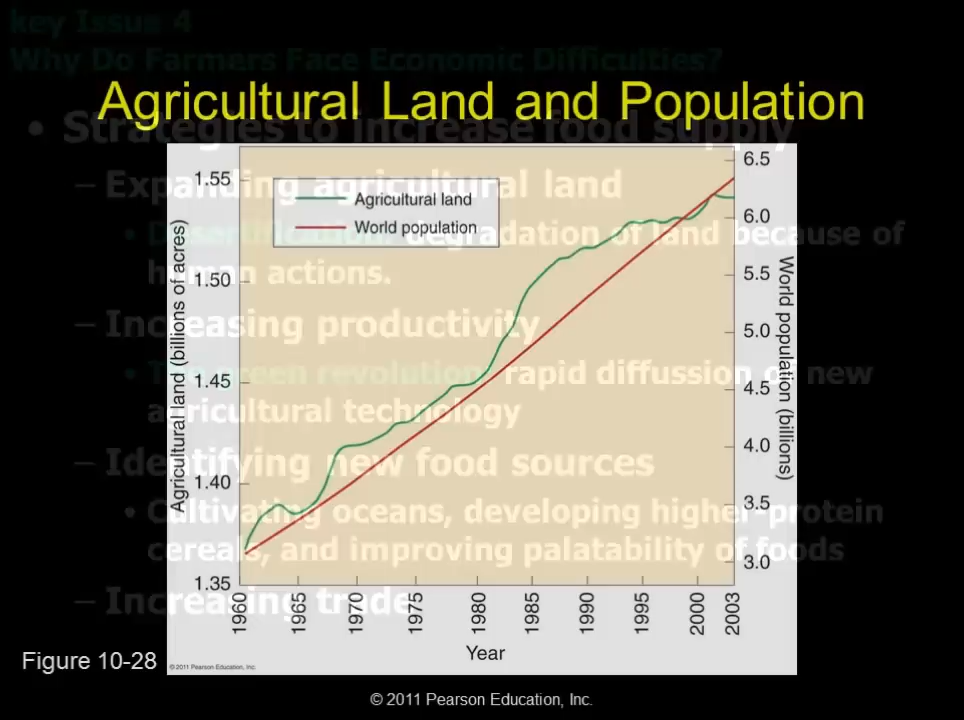 key Issue 4
Why Do Farmers Face Economic Difficulties?
Agricultural Land and Population
• Strategies to increase food supply
– Expanding agricultural land
• Desertification: degradation of land because of
human actions.
– Increasing productivity
• The green revolution: rapid diffusion of new
agricultural technology
– Identifying new food sources
• Cultivating oceans, developing higher-protein
cereals, and improving palatability of foods
– Increasing trade
Agricultural land
World population
Agricultural land (billions of acres)
1.55
1.50
1.45
1.40
1.35
World population (billions)
6.5
6.0
5.5
5.0
4.5
4.0
3.5
3.0
1960
1965
1970
1975
1980
1985
1990
1995
2000
2003
Year
Figure 10-28
© 2011 Pearson Education, Inc.
© 2011 Pearson Education, Inc.